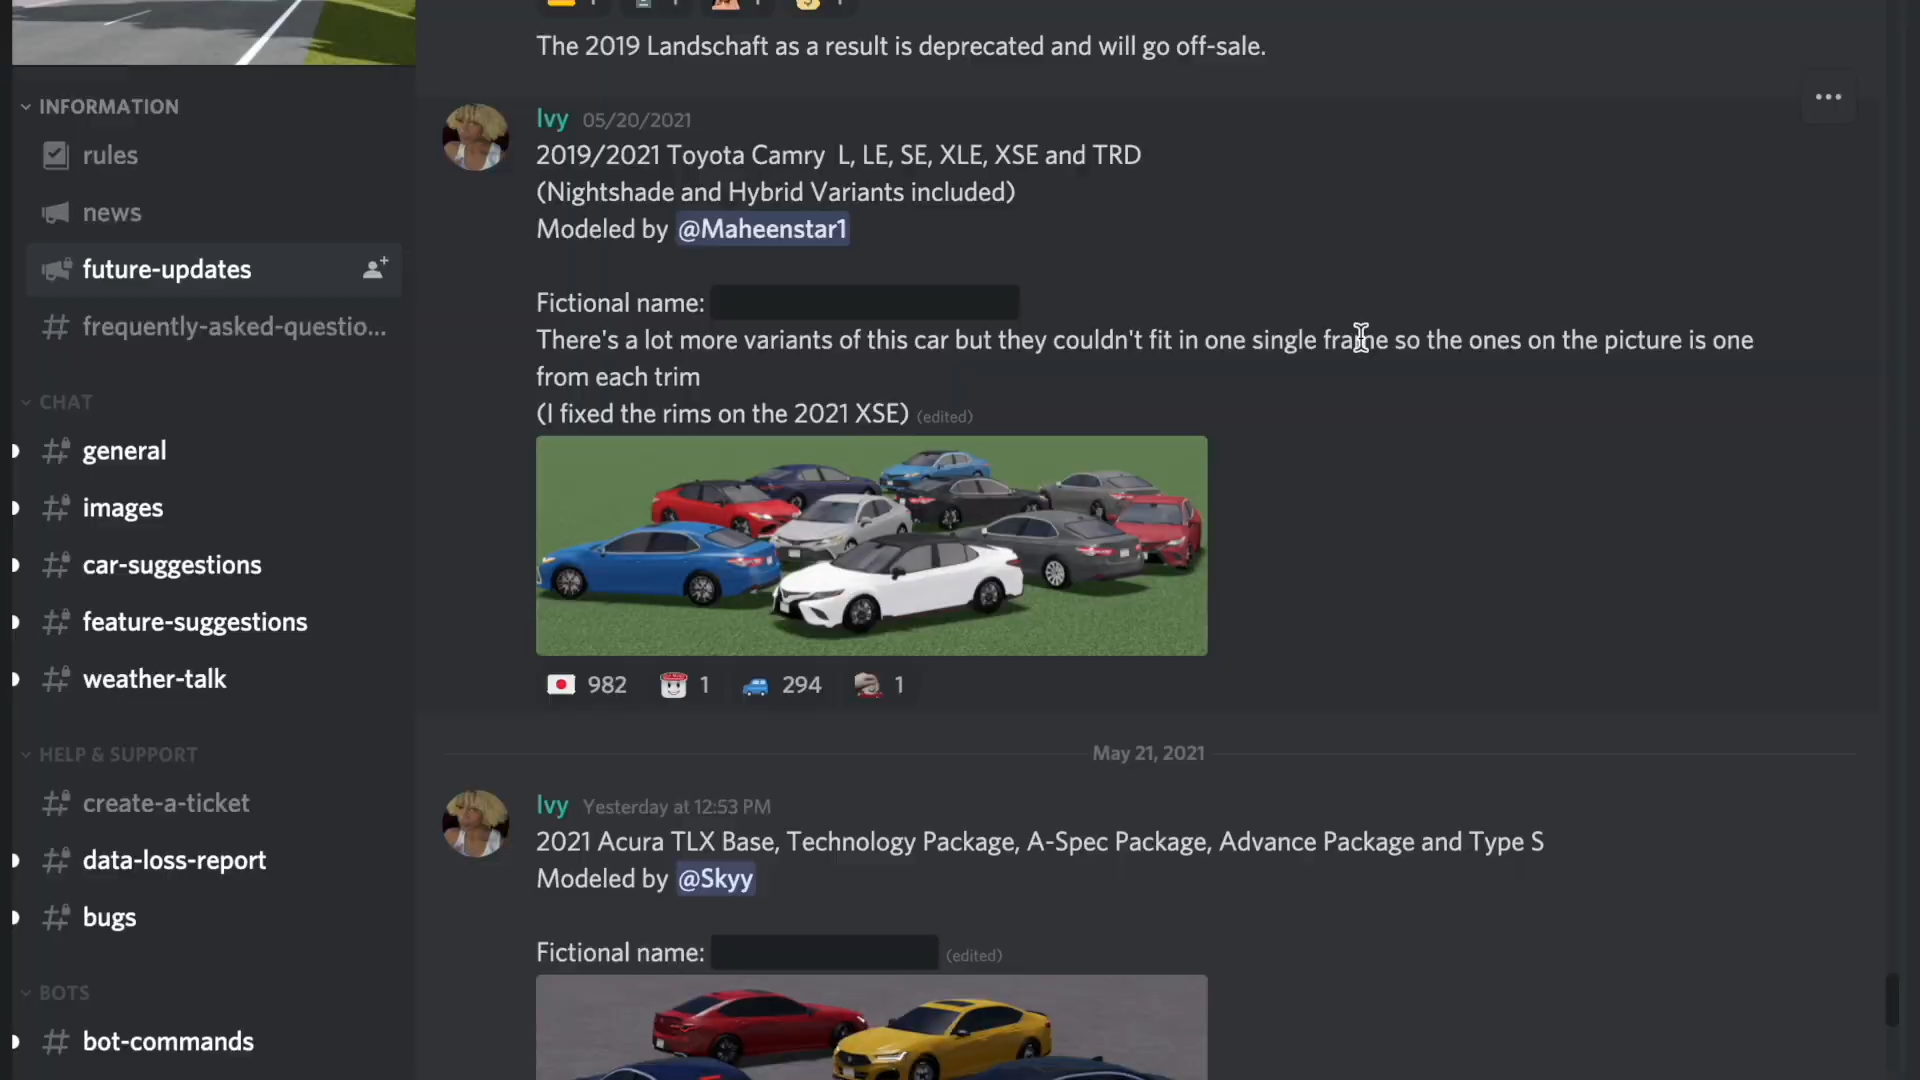 The 2019 Landschaft as a result is deprecated and will go off-sale.
INFORMATION
rules
news
future-updates
frequently-asked-questio...
CHAT
general
images
car-suggestions
feature-suggestions
weather-talk
HELP & SUPPORT
create-a-ticket
data-loss-report
bugs
BOTS
bot-commands
Ivy 05/20/2021
2019/2021 Toyota Camry L, LE, SE, XLE, XSE and TRD
(Nightshade and Hybrid Variants included)
Modeled by @Maheenstar1
Fictional name:
There's a lot more variants of this car but they couldn't fit in one single frame so the ones on the picture is one
from each trim
(I fixed the rims on the 2021 XSE) (edited)
982 1 294 1
May 21, 2021
Ivy Yesterday at 12:53 PM
2021 Acura TLX Base, Technology Package, A-Spec Package, Advance Package and Type S
Modeled by @Skyy
Fictional name: (edited)